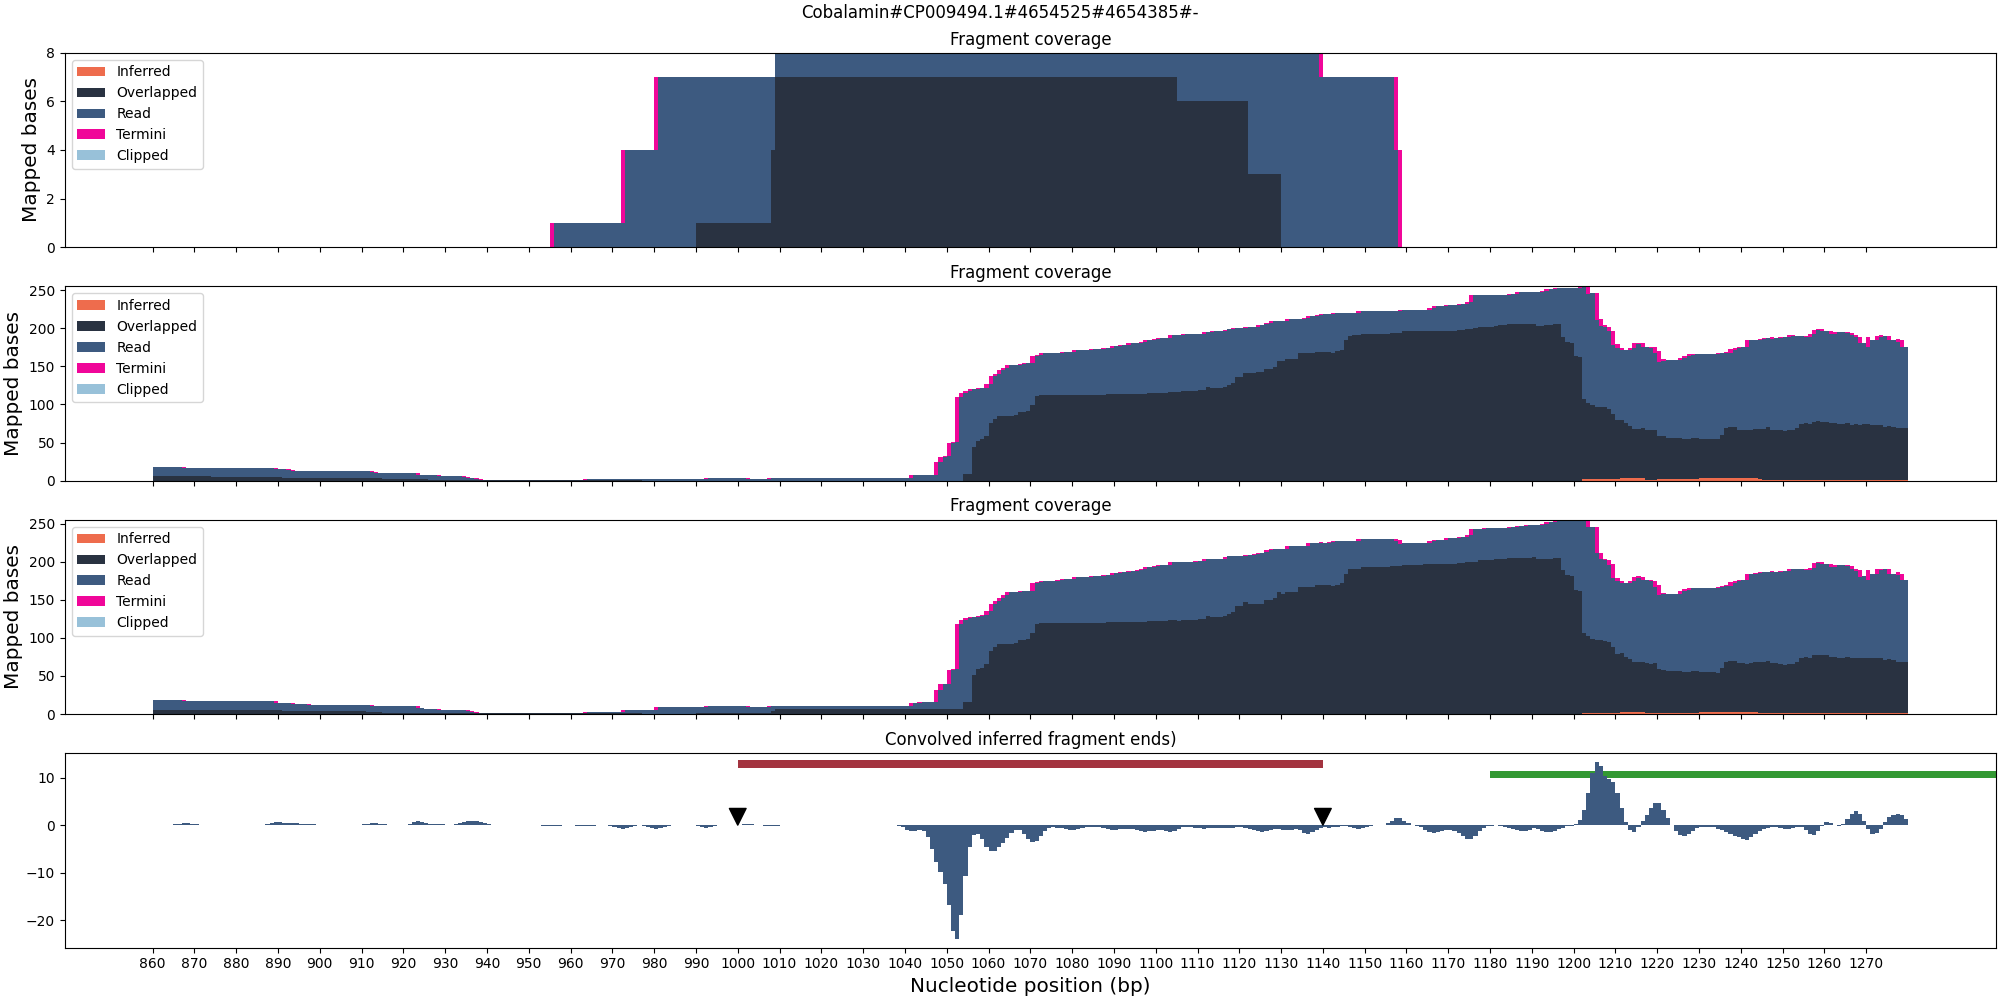 Cobalamin#CP009494.1#4654525#4654385#-
Fragment coverage
Mapped bases
8
6
4
2
0
Inferred
Overlapped
Read
Termini
Clipped
Fragment coverage
Mapped bases
250
200
150
100
50
0
Inferred
Overlapped
Read
Termini
Clipped
Fragment coverage
Mapped bases
250
200
150
100
50
0
Inferred
Overlapped
Read
Termini
Clipped
Convolved inferred fragment ends)
10
0
−10
−20
860 870 880 890 900 910 920 930 940 950 960 970 980 990 1000 1010 1020 1030 1040 1050 1060 1070 1080 1090 1100 1110 1120 1130 1140 1150 1160 1170 1180 1190 1200 1210 1220 1230 1240 1250 1260 1270
Nucleotide position (bp)